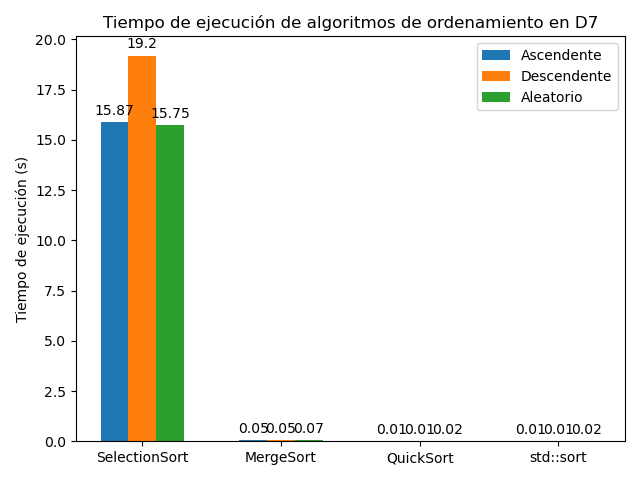 Tiempo de ejecución de algoritmos de ordenamiento en D7
Tiempo de ejecución (s)
20.0
17.5
15.0
12.5
10.0
7.5
5.0
2.5
0.0
Ascendente
Descendente
Aleatorio
15.87 19.2 15.75
0.05 0.05 0.07
0.01 0.01 0.02
0.01 0.01 0.02
SelectionSort MergeSort QuickSort std::sort